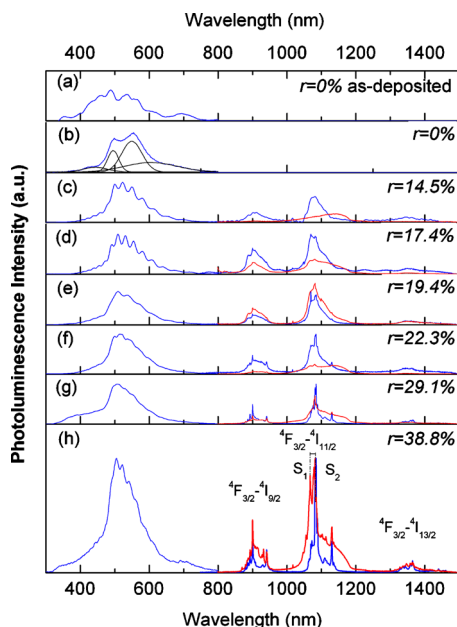 Wavelength (nm)
400 600 800 1000 1200 1400
(a)
r=0% as-deposited
(b)
r=0%
(c)
r=14.5%
(d)
r=17.4%
(e)
r=19.4%
(f)
r=22.3%
(g)
r=29.1%
(h)
r=38.8%
⁴F₃/₂-⁴I₁₁/₂
S₁ S₂
⁴F₃/₂-⁴I₉/₂
⁴F₃/₂-⁴I₁₃/₂
Photoluminescence Intensity (a.u.)
400 600 800 1000 1200 1400
Wavelength (nm)